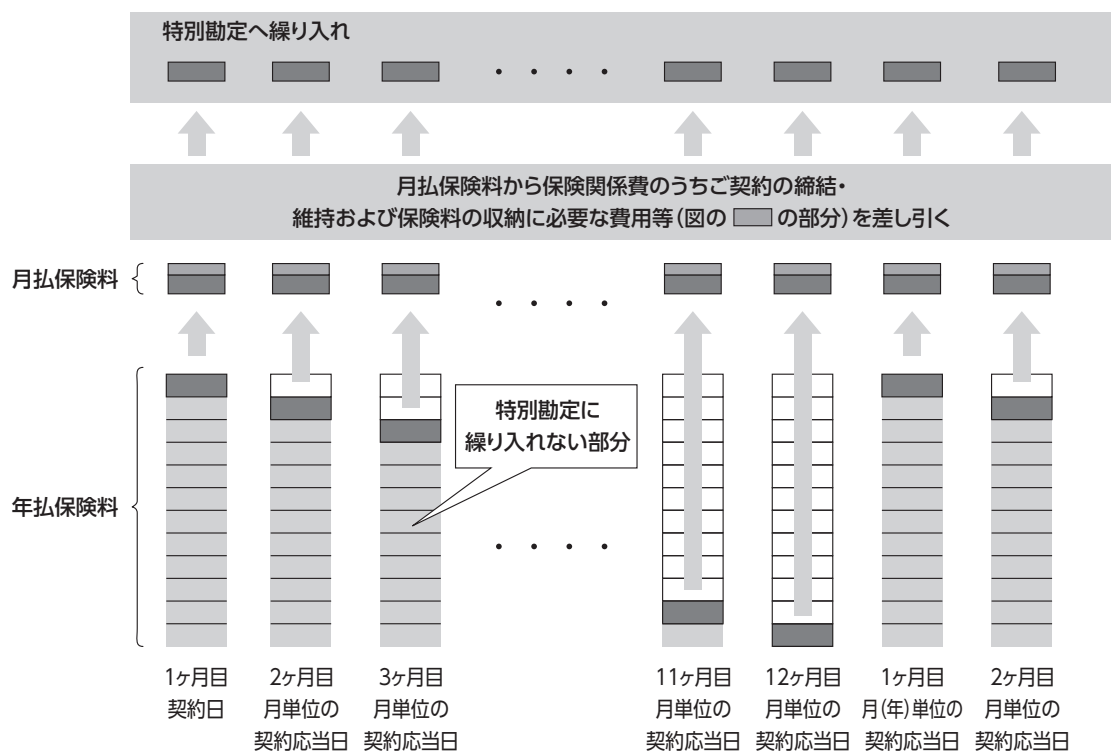 特別勘定へ繰り入れ
月払保険料から保険関係費のうちご契約の締結・
維持および保険料の収納に必要な費用等(図の の部分)を差し引く
月払保険料
特別勘定に
繰り入れない部分
年払保険料
1ヶ月目
契約日
2ヶ月目
月単位の
契約応当日
3ヶ月目
月単位の
契約応当日
11ヶ月目
月単位の
契約応当日
12ヶ月目
月単位の
契約応当日
1ヶ月目
月(年)単位の
契約応当日
2ヶ月目
月単位の
契約応当日